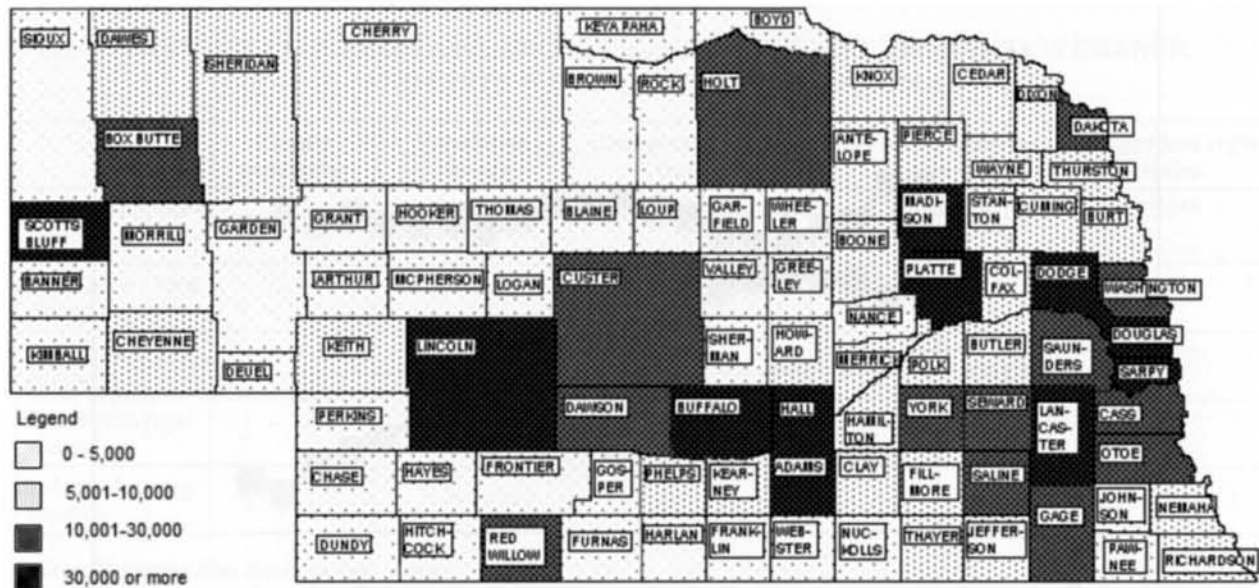 SIOUX
DAWES
SHERIDAN
CHERRY
KEYA PAHA
BOYD
BROWN
ROCK
HOLT
KNOX
CEDAR
DIXON
DAKOTA
BOX BUTTE
ANTE-
LOPE
PIERCE
WAYNE
THURSTON
SCOTTS
BLUFF
MORRILL
GARDEN
GRANT
HOOKER
THOMAS
BLAINE
LOUP
GAR-
FIELD
WHEE-
LER
BOONE
MADI-
SON
STAN-
TON
CUMING
BURT
BANNER
ARTHUR
MCPHERSON
LOGAN
CUSTER
VALLEY
GREE-
LEY
PLATTE
COL-
FAX
DODGE
WASHINGTON
KIMBALL
CHEYENNE
DEUEL
KEITH
LINCOLN
SHER-
MAN
HOW-
ARD
NANCE
MERRICK
POLK
BUTLER
SAUN-
DERS
DOUGLAS
SARPY
PERKINS
DAWSON
BUFFALO
HALL
HAMIL-
TON
YORK
SEWARD
LAN-
CASTER
CASS
OTOE
CHASE
HAYES
FRONTIER
GOS-
PER
PHELPS
KEAR-
NEY
ADAMS
CLAY
FILL-
MORE
SALINE
GAGE
JOHN-
SON
NEMAHA
DUNDY
HITCH-
COCK
RED
WILLOW
FURNAS
HARLAN
FRANK-
LIN
WEB-
STER
NUC-
KOLLS
THAYER
JEFFER-
SON
PAW-
NEE
RICHARDSON
Legend
0 - 5,000
5,001-10,000
10,001-30,000
30,000 or more